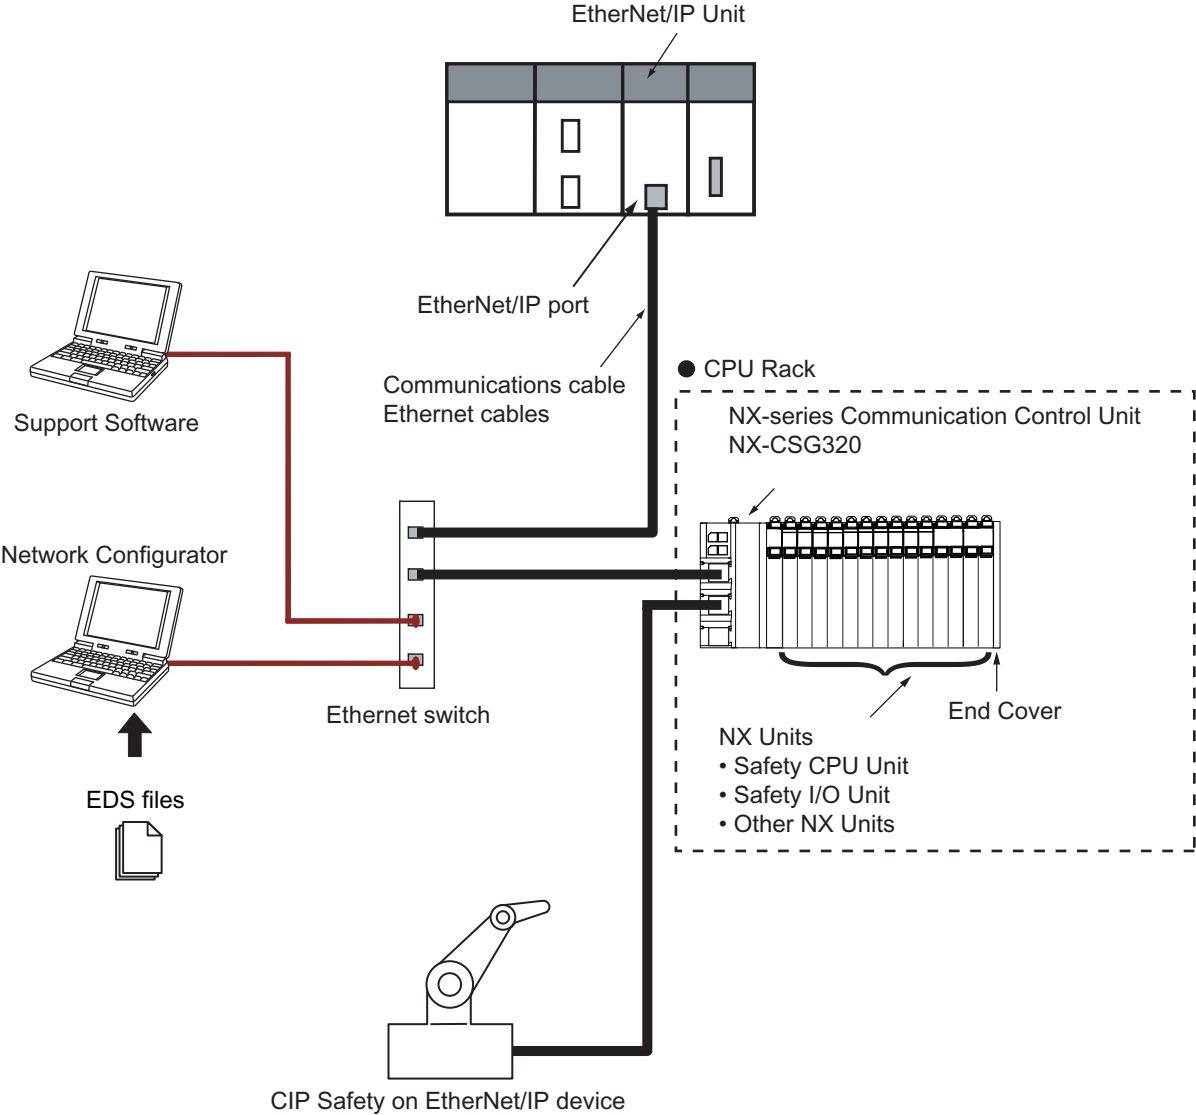 EtherNet/IP Unit
EtherNet/IP port
Communications cable
Ethernet cables
● CPU Rack
NX-series Communication Control Unit
NX-CSG320
Support Software
Network Configurator
Ethernet switch
End Cover
NX Units
• Safety CPU Unit
• Safety I/O Unit
• Other NX Units
EDS files
CIP Safety on EtherNet/IP device